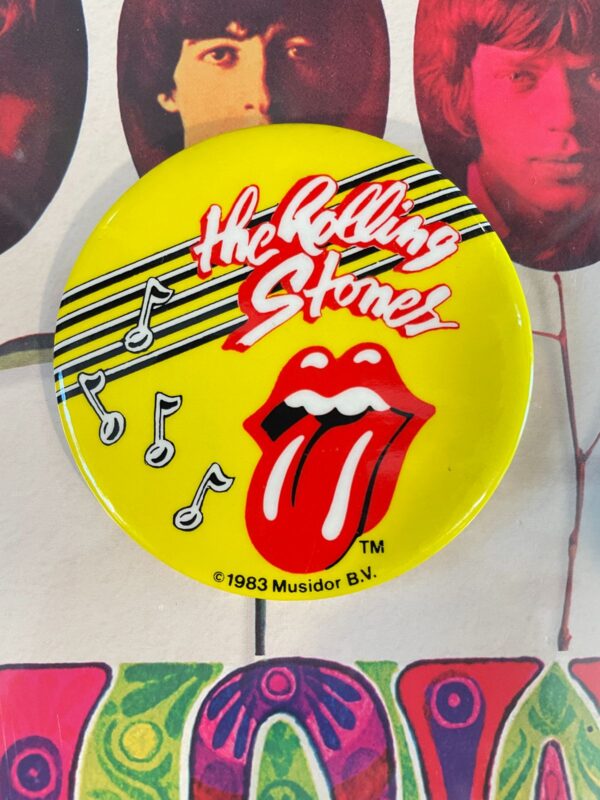 the Rolling
Stones
TM
©1983 Musidor B.V.